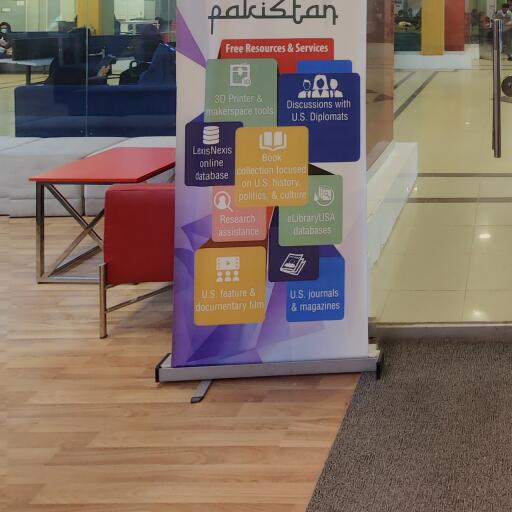 pakistan
Free Resources & Services
3D Printer &
makerspace tools
Discussions with
U.S. Diplomats
LexisNexis
online
database
Book
collection focused
on U.S. history,
politics, & culture
Research
assistance
eLibraryUSA
databases
U.S. feature &
documentary film
U.S. journals
& magazines